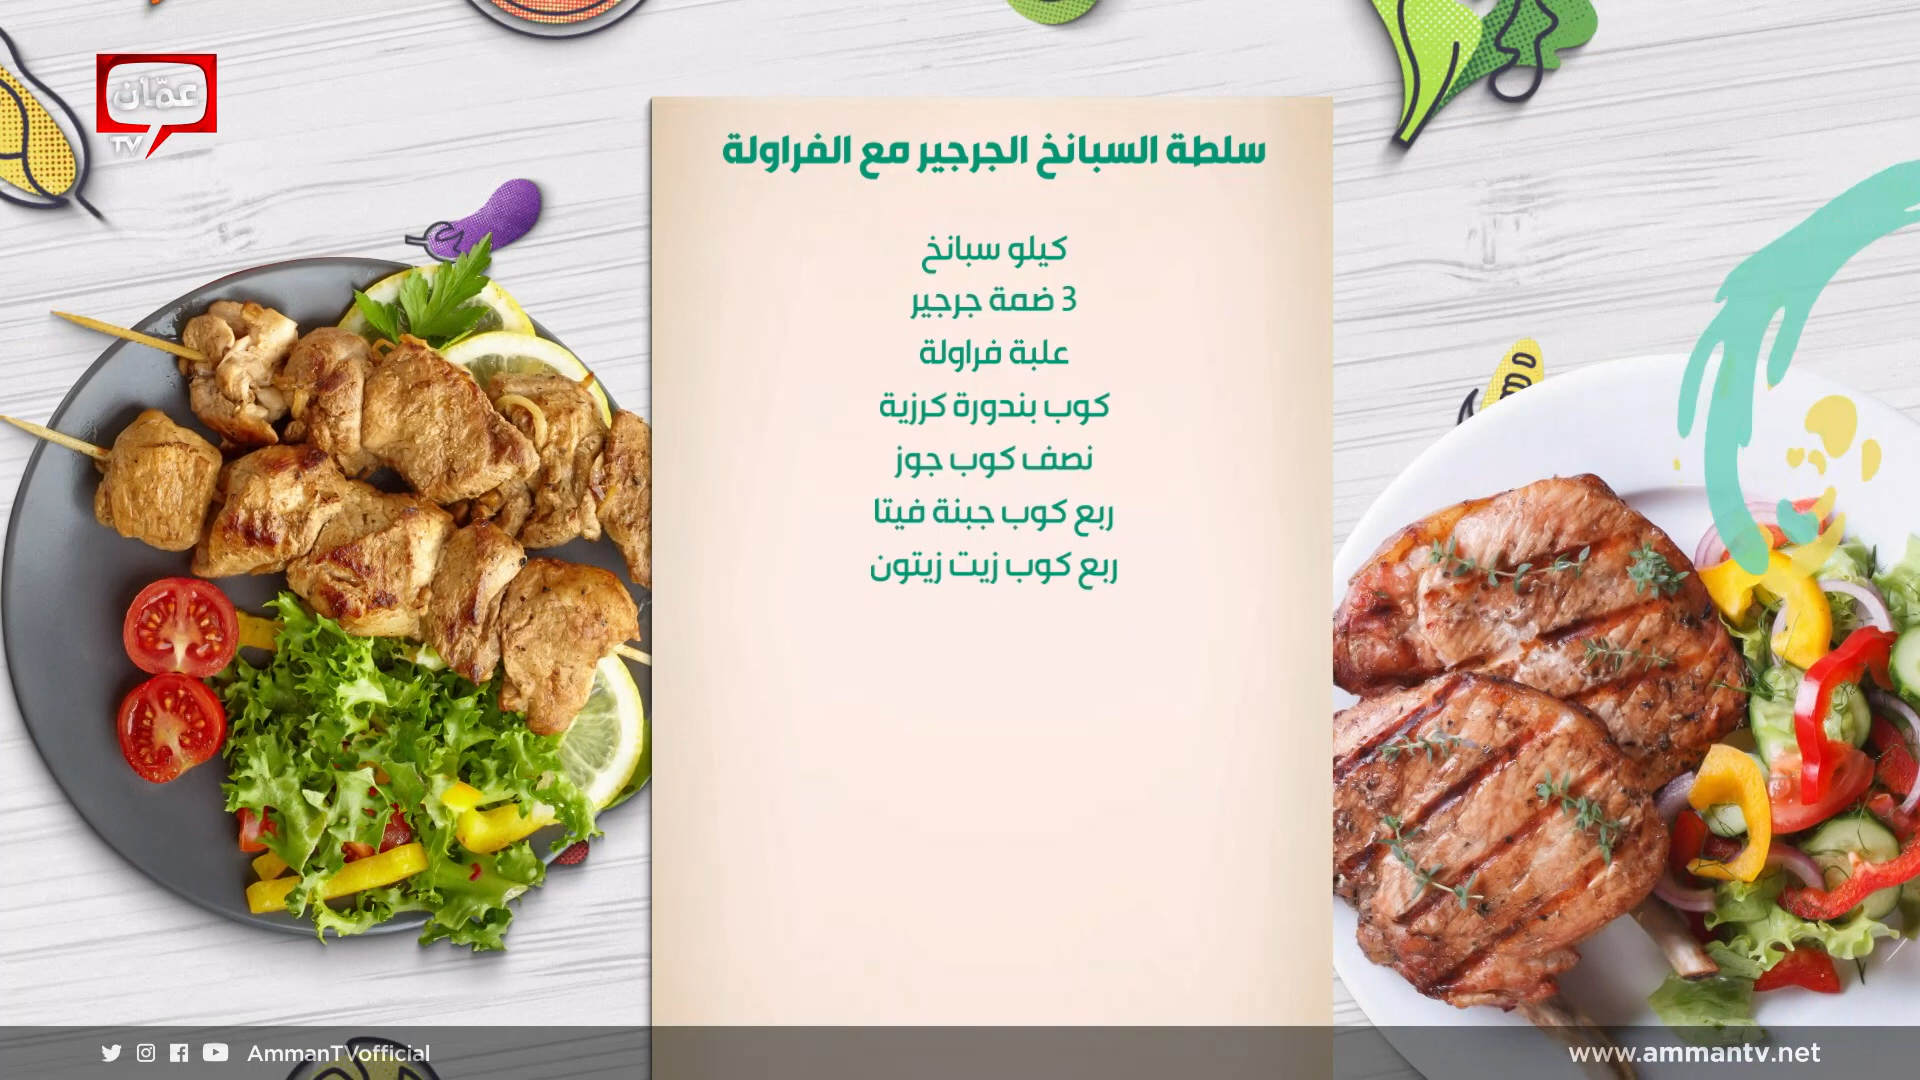 عمّان
TV
سلطة السبانخ الجرجير مع الفراولة
كيلو سبانخ
3 ضمة جرجير
علبة فراولة
كوب بندورة كرزية
نصف كوب جوز
ربع كوب جبنة فيتا
ربع كوب زيت زيتون
AmmanTVofficial
www.ammantv.net